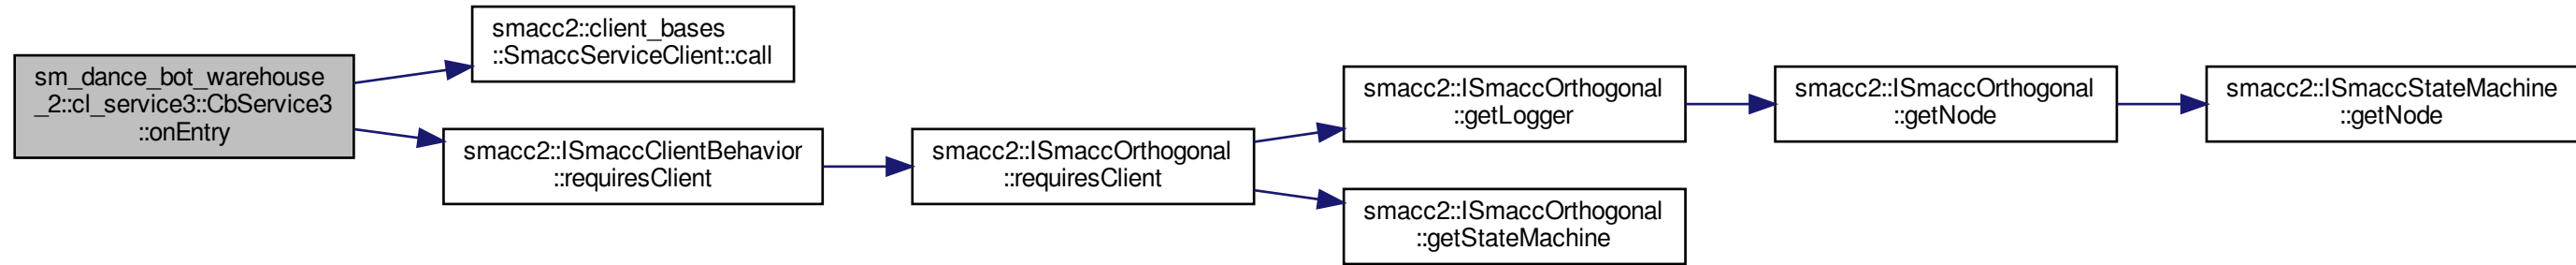 sm_dance_bot_warehouse
_2::cl_service3::CbService3
::onEntry
smacc2::client_bases
::SmaccServiceClient::call
smacc2::ISmaccClientBehavior
::requiresClient
smacc2::ISmaccOrthogonal
::requiresClient
smacc2::ISmaccOrthogonal
::getLogger
smacc2::ISmaccOrthogonal
::getNode
smacc2::ISmaccStateMachine
::getNode
smacc2::ISmaccOrthogonal
::getStateMachine